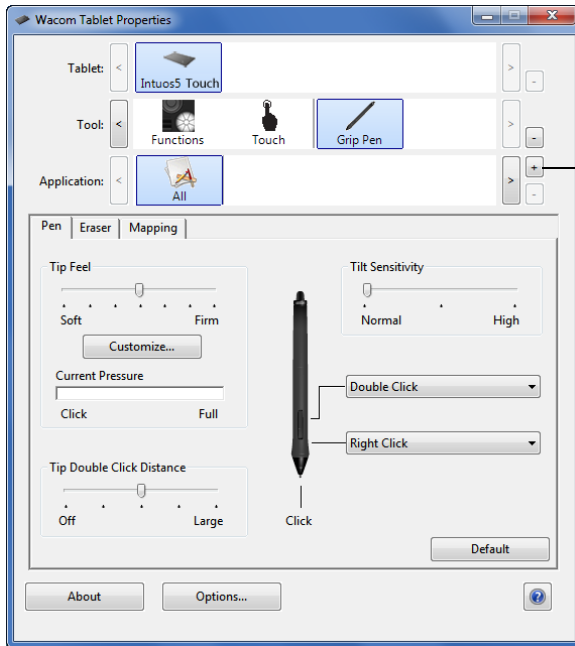 Wacom Tablet Properties
Tablet:
Intuos5 Touch
Tool:
Functions Touch Grip Pen
Application:
All
Pen Eraser Mapping
Tip Feel
Soft Firm
Customize...
Current Pressure
Click Full
Tip Double Click Distance
Off Large
Tilt Sensitivity
Normal High
Double Click
Right Click
Click
Default
About Options...